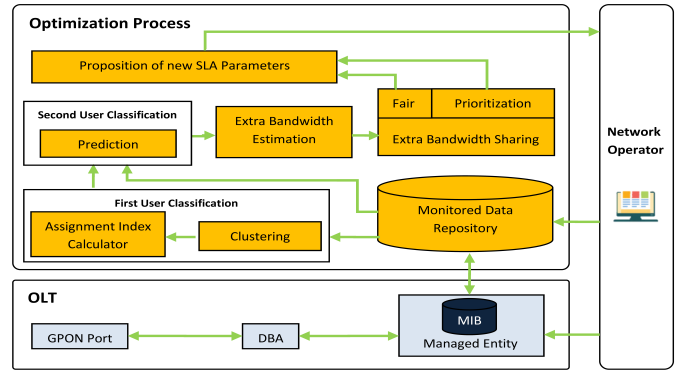 Optimization Process
Proposition of new SLA Parameters
Fair
Prioritization
Second User Classification
Extra Bandwidth
Estimation
Extra Bandwidth Sharing
Prediction
Network
Operator
First User Classification
Monitored Data
Repository
Assignment Index
Calculator
Clustering
OLT
MIB
GPON Port
DBA
Managed Entity